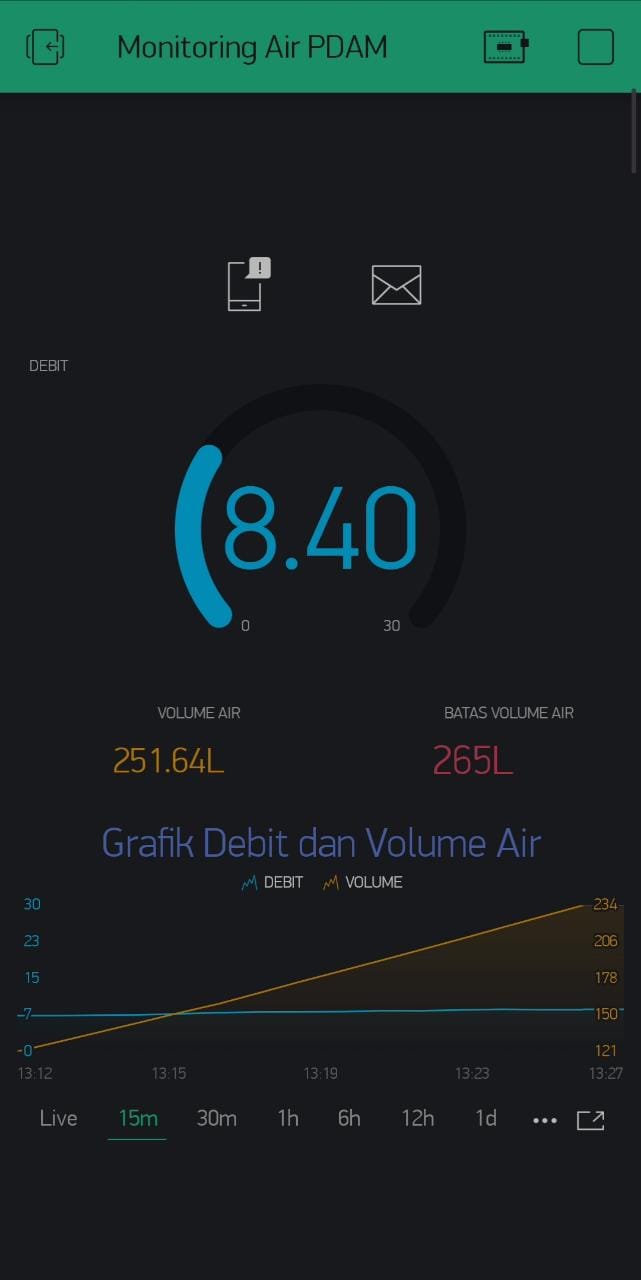 Monitoring Air PDAM
!
DEBIT
8.40
0 30
VOLUME AIR BATAS VOLUME AIR
251.64L 265L
Grafik Debit dan Volume Air
DEBIT VOLUME
30 234
23 206
15 178
7 150
0 121
13:12 13:15 13:19 13:23 13:27
Live 15m 30m 1h 6h 12h 1d